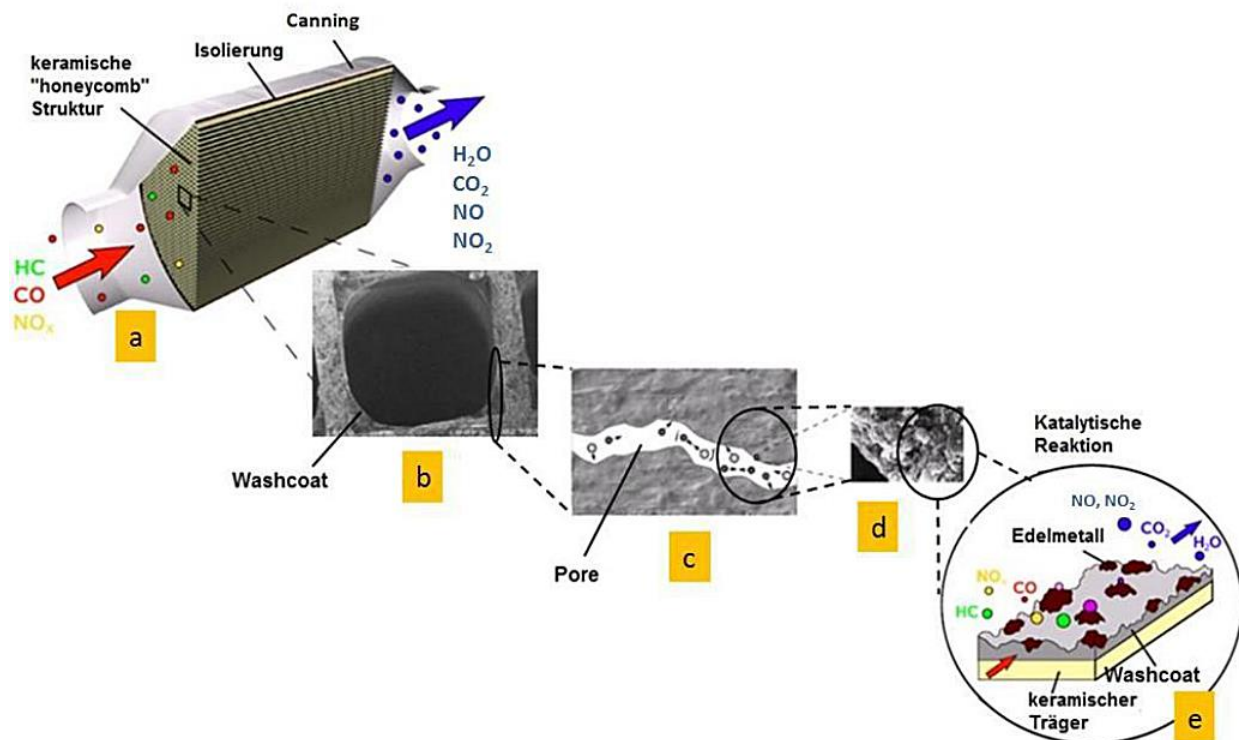 Canning
Isolierung
keramische
"honeycomb"
Struktur
H₂O
CO₂
NO
NO₂
HC
CO
NOₓ
a
Washcoat
b
Pore
c
d
Katalytische
Reaktion
NO, NO₂
Edelmetall
CO₂
H₂O
NOₓ
CO
HC
Washcoat
keramischer
Träger
e